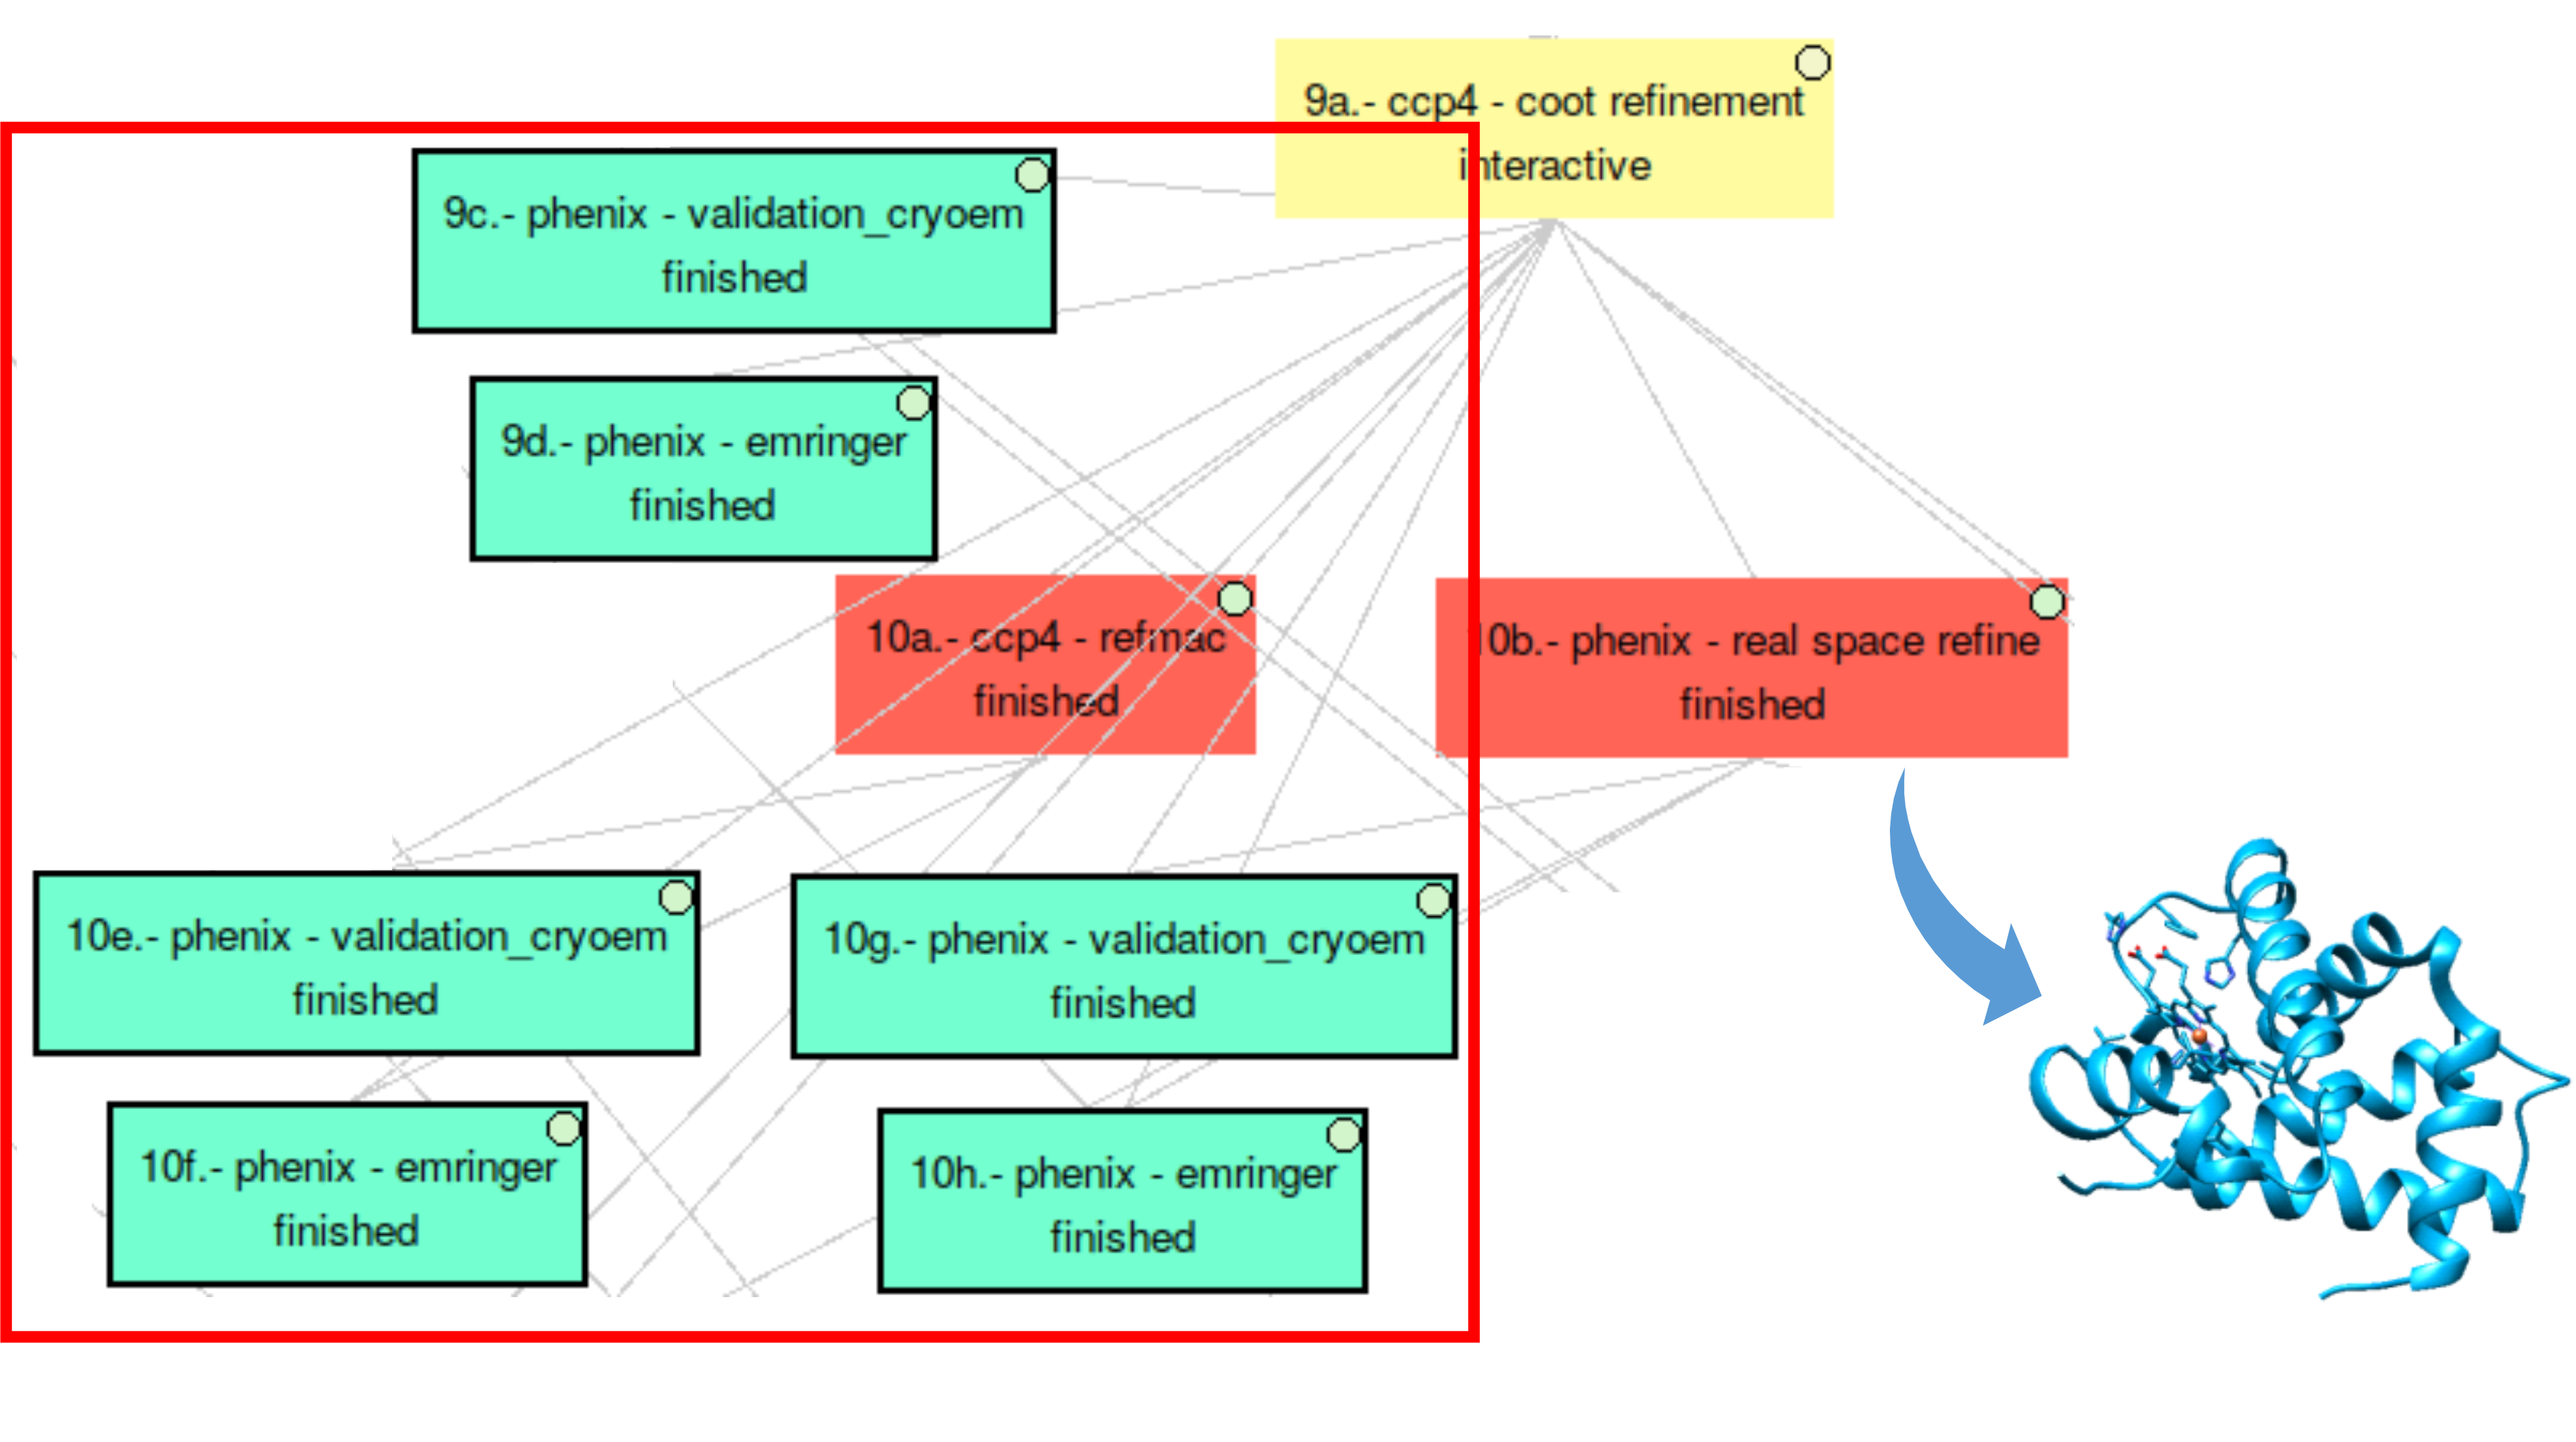 9a.- ccp4 - coot refinement
interactive
9c.- phenix - validation_cryoem
finished
9d.- phenix - emringer
finished
10a.- ccp4 - refmac
finished
10b.- phenix - real space refine
finished
10e.- phenix - validation_cryoem
finished
10g.- phenix - validation_cryoem
finished
10f.- phenix - emringer
finished
10h.- phenix - emringer
finished